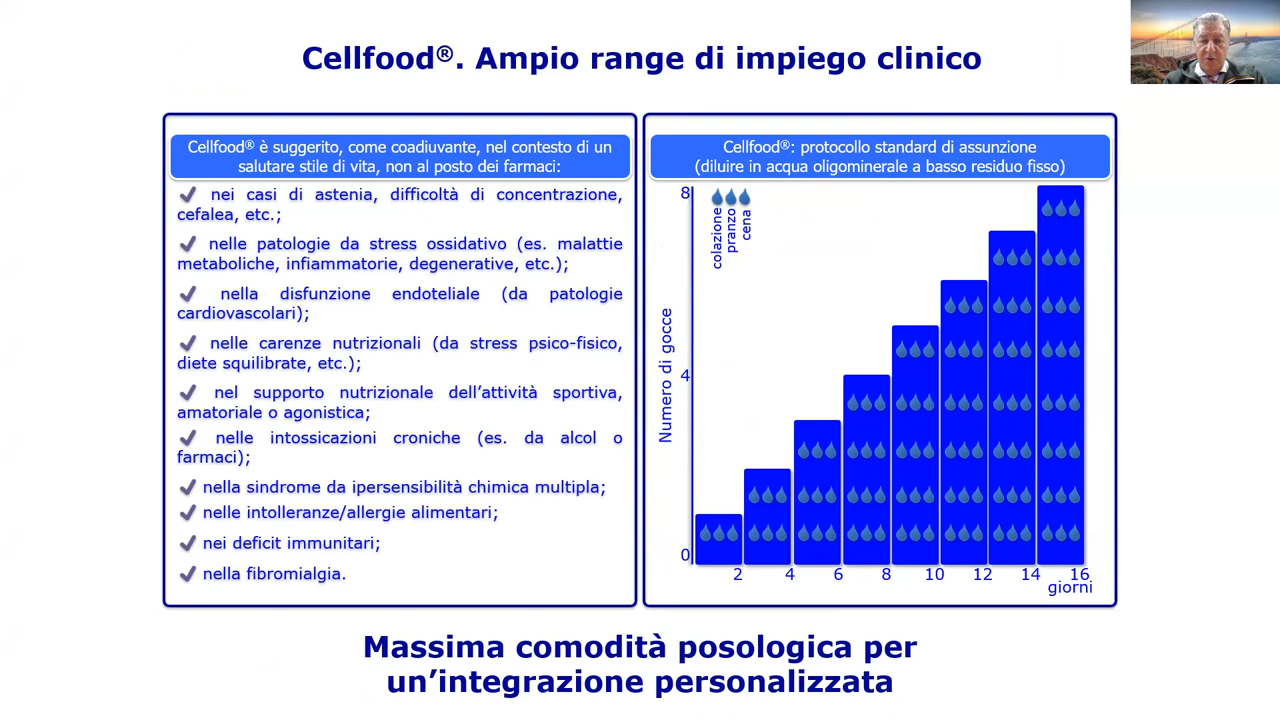 Cellfood®. Ampio range di impiego clinico
Cellfood® è suggerito, come coadiuvante, nel contesto di un
salutare stile di vita, non al posto dei farmaci:
nei casi di astenia, difficoltà di concentrazione,
cefalea, etc.;
nelle patologie da stress ossidativo (es. malattie
metaboliche, infiammatorie, degenerative, etc.);
nella disfunzione endoteliale (da patologie
cardiovascolari);
nelle carenze nutrizionali (da stress psico-fisico,
diete squilibrate, etc.);
nel supporto nutrizionale dell’attività sportiva,
amatoriale o agonistica;
nelle intossicazioni croniche (es. da alcol o
farmaci);
nella sindrome da ipersensibilità chimica multipla;
nelle intolleranze/allergie alimentari;
nei deficit immunitari;
nella fibromialgia.
Cellfood®: protocollo standard di assunzione
(diluire in acqua oligominerale a basso residuo fisso)
8
4
0
Numero di gocce
colazione
pranzo
cena
2 4 6 8 10 12 14 16
giorni
Massima comodità posologica per
un’integrazione personalizzata